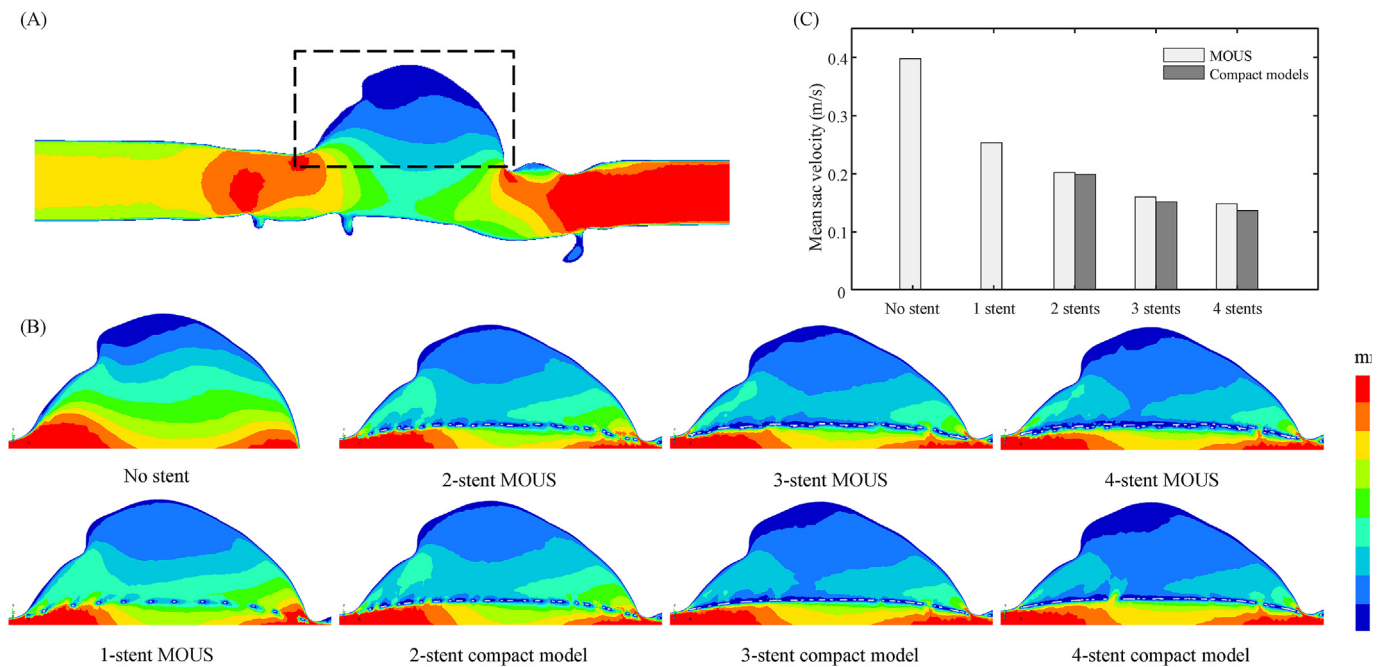 (A)
(C)
Mean sac velocity (m/s)
0.4
0.3
0.2
0.1
0
MOUS
Compact models
No stent
1 stent
2 stents
3 stents
4 stents
(B)
No stent
2-stent MOUS
3-stent MOUS
4-stent MOUS
1-stent MOUS
2-stent compact model
3-stent compact model
4-stent compact model